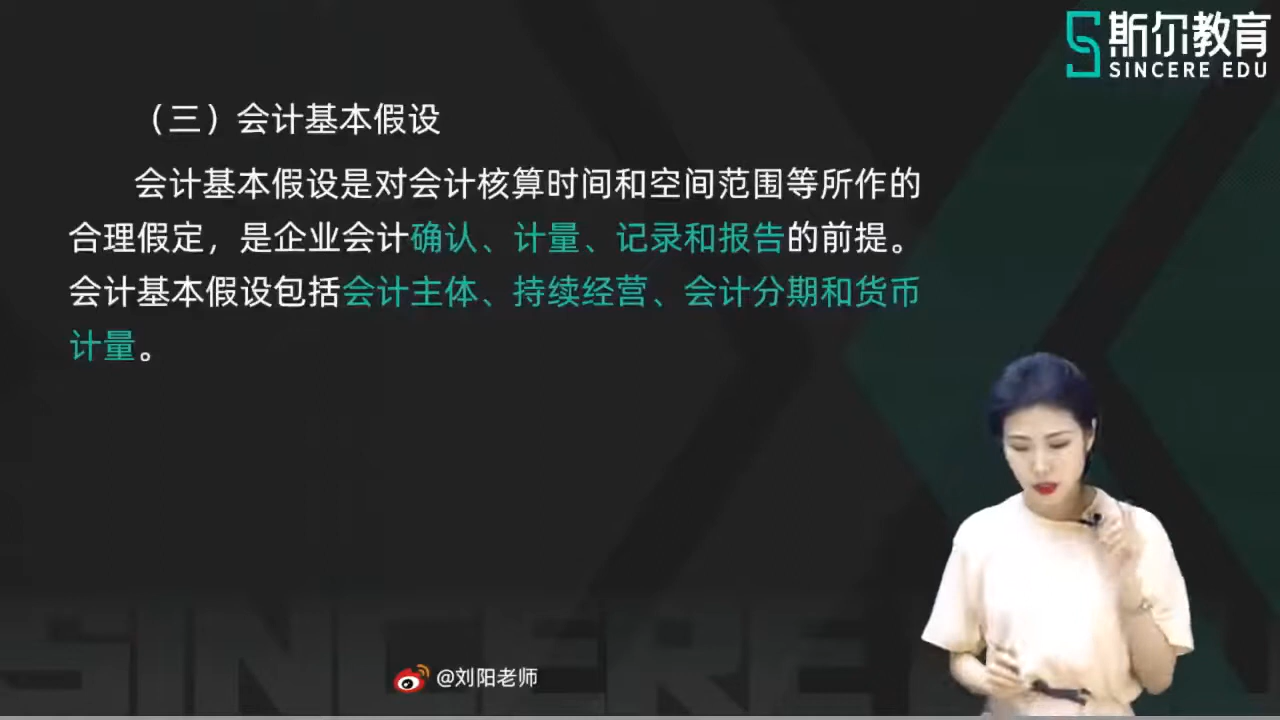 斯尔教育
SINCERE EDU
（三）会计基本假设
会计基本假设是对会计核算时间和空间范围等所作的
合理假定，是企业会计确认、计量、记录和报告的前提。
会计基本假设包括会计主体、持续经营、会计分期和货币
计量。
SINCERE
@刘阳老师